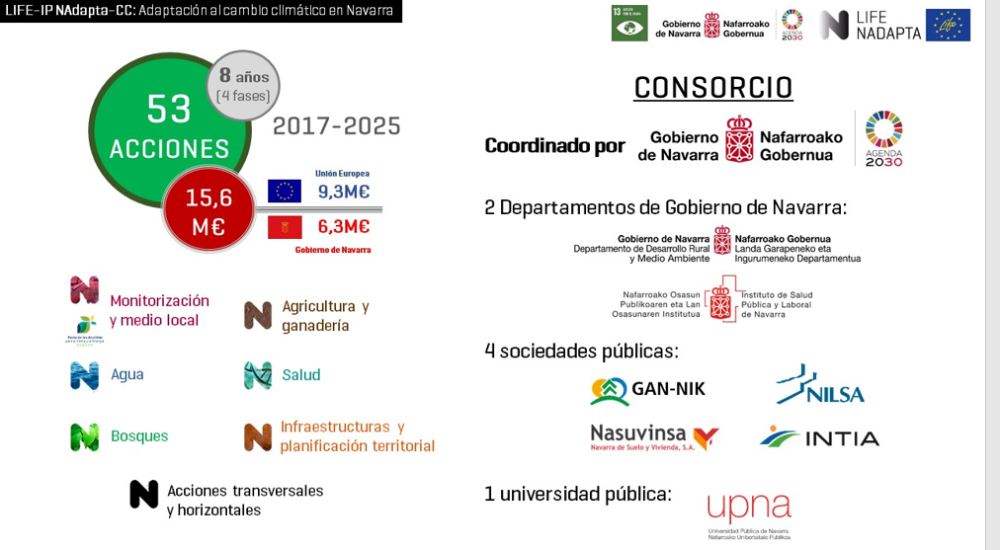 LIFE-IP NAdapta-CC: Adaptación al cambio climático en Navarra
13
Gobierno de Navarra
Nafarroako Gobernua
AGENDA
2030
LIFE
NADAPTA
Life
8 años
(4 fases)
53
ACCIONES
2017-2025
15,6
M€
Unión Europea
9,3M€
6,3M€
Gobierno de Navarra
Monitorización
y medio local
Agricultura y
ganadería
Agua
Salud
Bosques
Infraestructuras y
planificación territorial
Acciones transversales
y horizontales
CONSORCIO
Coordinado por
Gobierno
de Navarra
Nafarroako
Gobernua
AGENDA
2030
2 Departamentos de Gobierno de Navarra:
Gobierno de Navarra
Departamento de Desarrollo Rural
y Medio Ambiente
Nafarroako Gobernua
Landa Garapeneko eta
Ingurumeneko Departamentua
Nafarroako Osasun
Publikoaren eta Lan
Osasunaren Institutua
Instituto de Salud
Pública y Laboral
de Navarra
4 sociedades públicas:
GAN-NIK
NILSA
Nasuvinsa
Navarra de Suelo y Vivienda, S.A.
INTIA
1 universidad pública:
upna
Universidad Pública de Navarra
Nafarroako Unibertsitate Publikoa